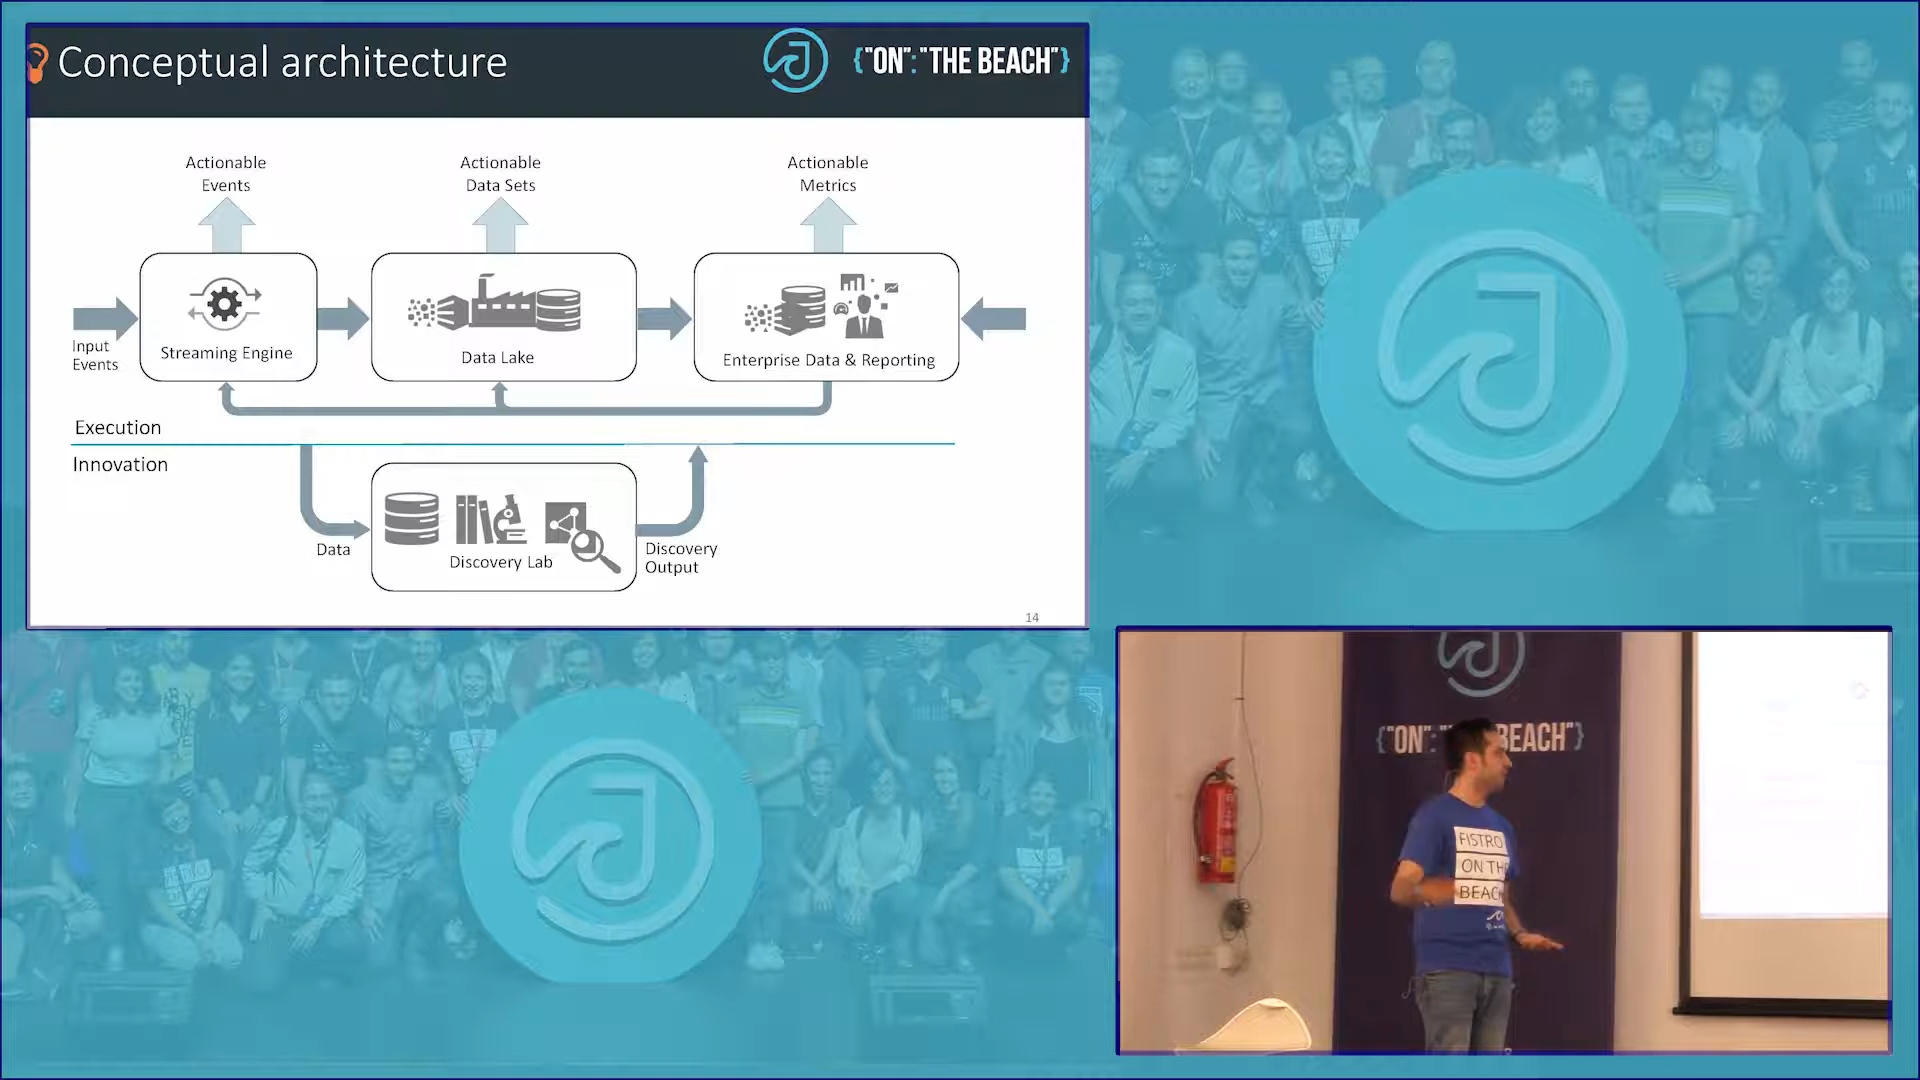 Conceptual architecture
{"ON":"THE BEACH"}
Actionable
Events
Actionable
Data Sets
Actionable
Metrics
Input
Events
Streaming Engine
Data Lake
Enterprise Data & Reporting
Execution
Innovation
Data
Discovery Lab
Discovery
Output
14
{"ON": BEACH"}
FISTRO
ON TH
BEACH